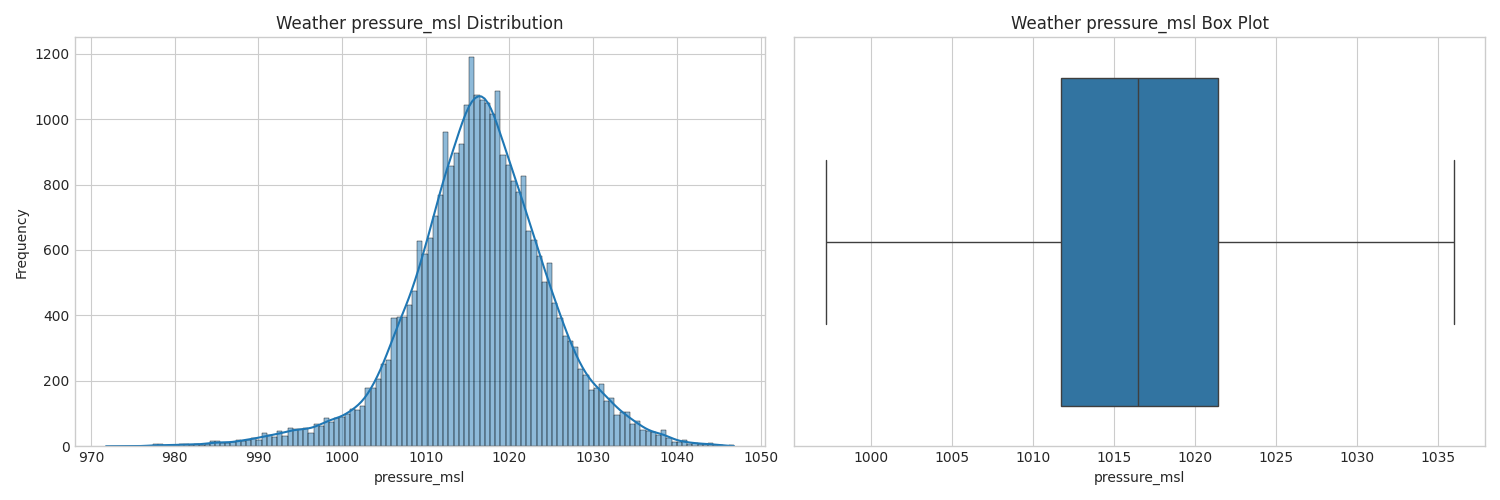 Weather pressure_msl Distribution
Frequency
1200
1000
800
600
400
200
0
970 980 990 1000 1010 1020 1030 1040 1050
pressure_msl
Weather pressure_msl Box Plot
1000 1005 1010 1015 1020 1025 1030 1035
pressure_msl